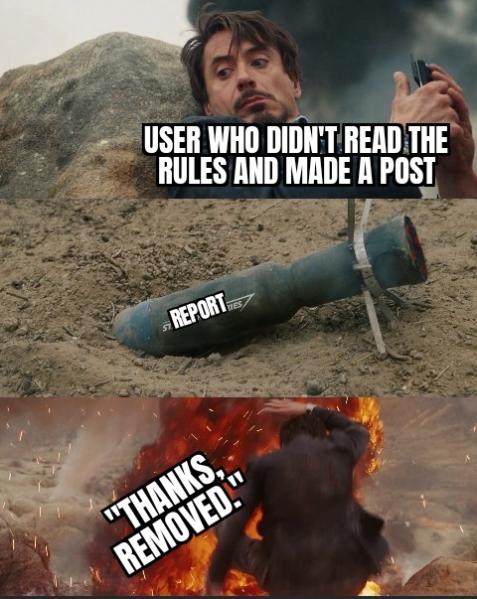 USER WHO DIDN'T READ THE
RULES AND MADE A POST
REPORT
"THANKS,
REMOVED."